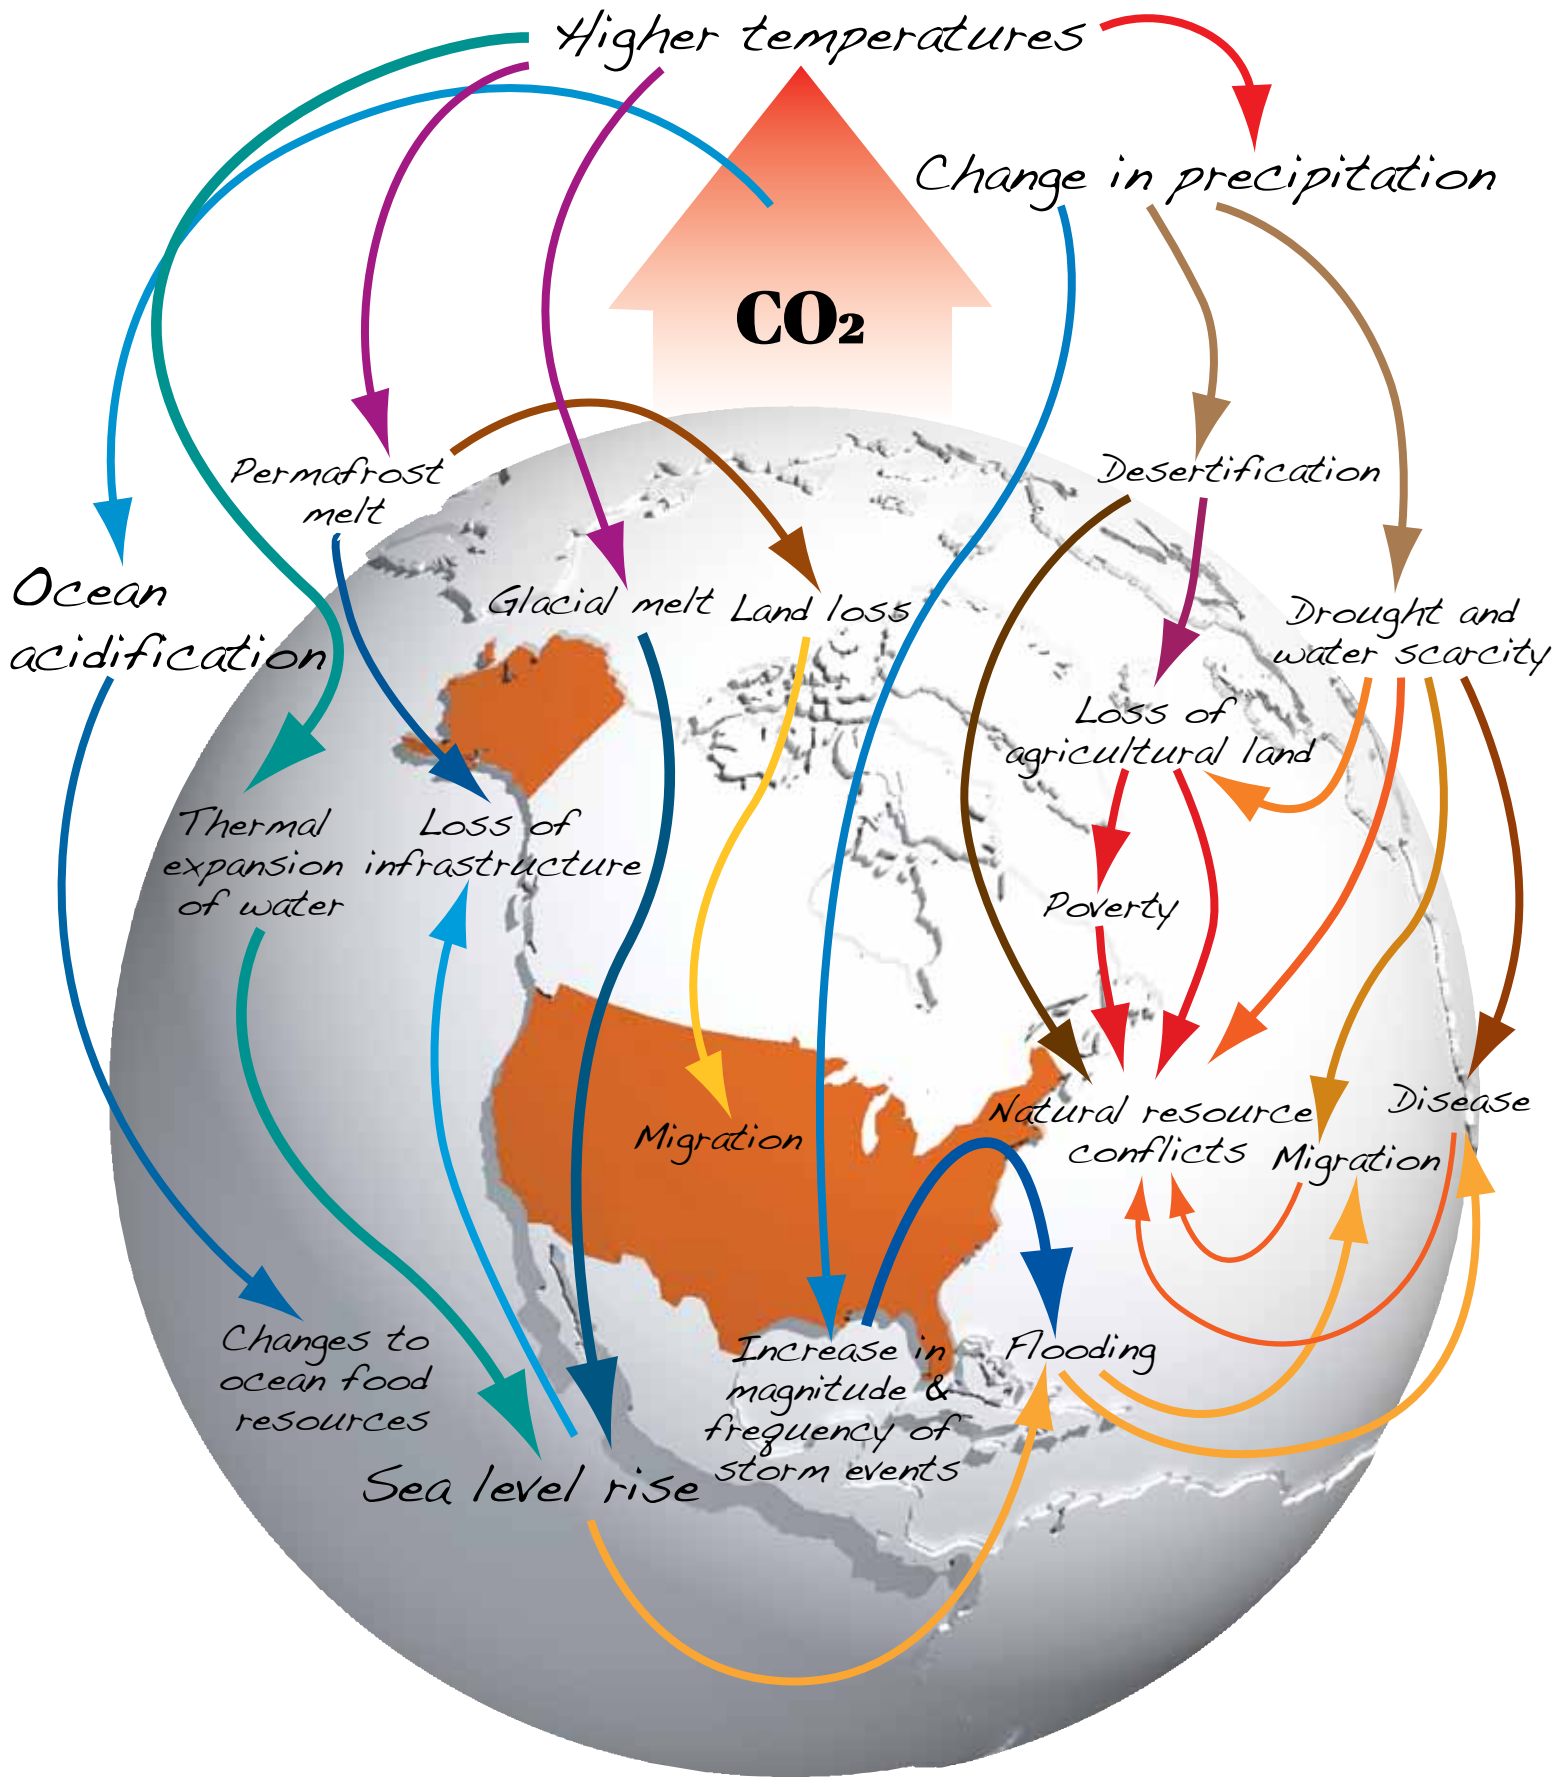 Higher temperatures
Change in precipitation
CO₂
Permafrost
melt
Desertification
Ocean
acidification
Glacial melt
Land loss
Drought and
water scarcity
Loss of
agricultural land
Thermal
expansion
of water
Loss of
infrastructure
Poverty
Natural resource
conflicts
Migration
Disease
Migration
Changes to
ocean food
resources
Increase in
magnitude &
frequency of
storm events
Flooding
Sea level rise